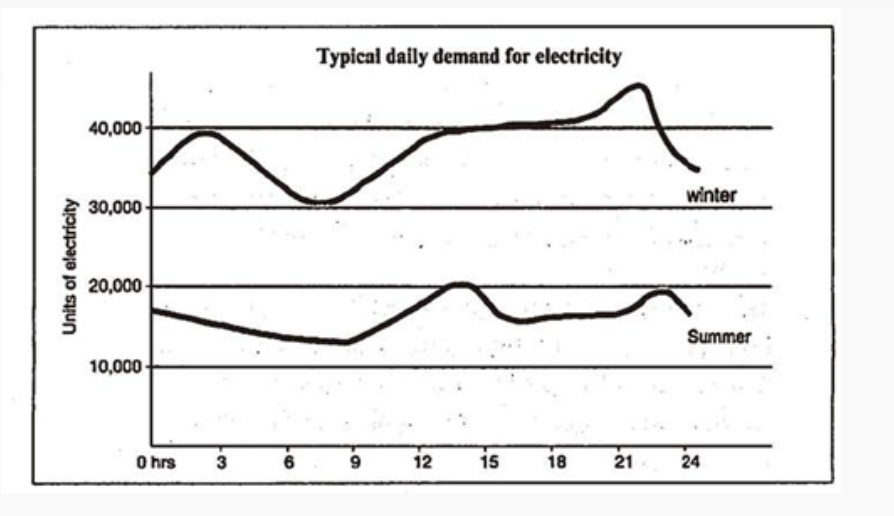 Typical daily demand for electricity
Units of electricity
40,000
30,000
20,000
10,000
winter
Summer
0 hrs 3 6 9 12 15 18 21 24